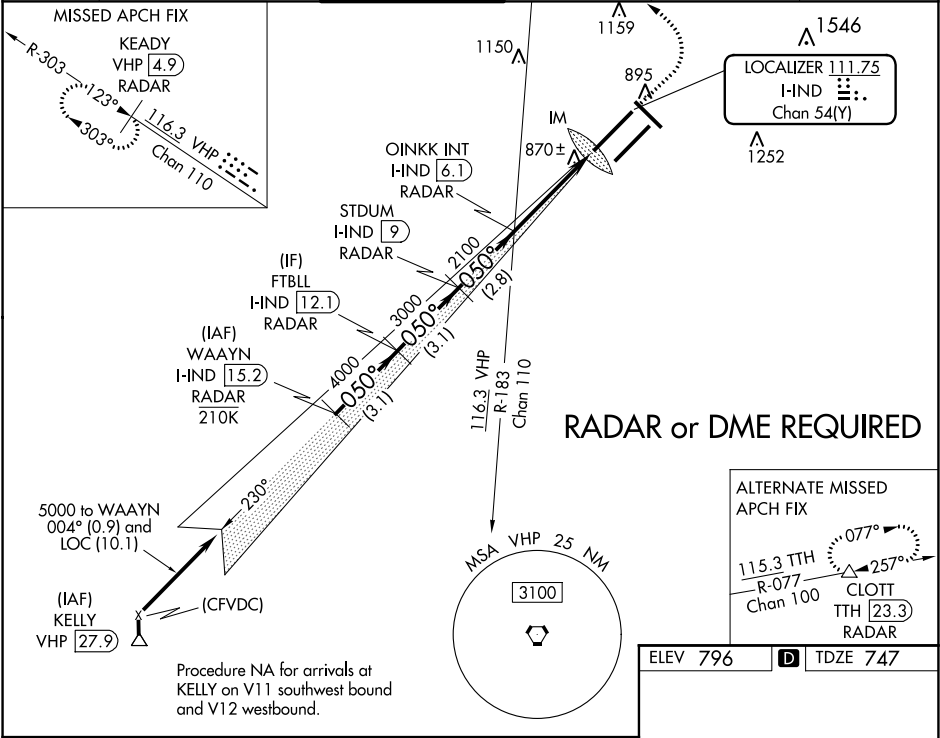 MISSED APCH FIX
KEADY
VHP 4.9
RADAR
R-303
123°
303°
116.3 VHP
Chan 110
1150
1159
1546
895
LOCALIZER 111.75
I-IND
Chan 54(Y)
1252
IM
870±
OINKK INT
I-IND 6.1
RADAR
STDUM
I-IND 9
RADAR
(IF)
FTBLL
I-IND 12.1
RADAR
(IAF)
WAAYN
I-IND 15.2
RADAR
210K
2100
050°
(2.8)
3000
050°
(3.1)
4000
050°
(3.1)
116.3 VHP
R-183
Chan 110
RADAR or DME REQUIRED
230°
5000 to WAAYN
004° (0.9) and
LOC (10.1)
(IAF)
KELLY
VHP 27.9
(CFVDC)
MSA VHP 25 NM
3100
Procedure NA for arrivals at
KELLY on V11 southwest bound
and V12 westbound.
ALTERNATE MISSED
APCH FIX
077°
257°
115.3 TTH
R-077
Chan 100
CLOTT
TTH 23.3
RADAR
ELEV 796 D TDZE 747